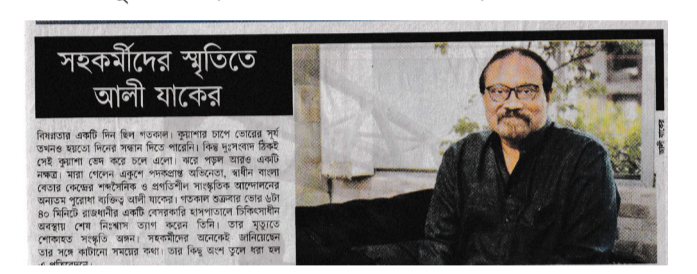 সহকর্মীদের স্মৃতিতে
আলী যাকের
বিষণ্নতার একটি দিন ছিল গতকাল। কুয়াশার চাপে ভোরের সূর্য
তখনও হয়তো দিনের সন্ধান দিতে পারেনি। কিন্তু দুঃসংবাদ ঠিকই
সেই কুয়াশা ভেদ করে চলে এলো। ঝরে পড়ল আরও একটি
নক্ষত্র। মারা গেলেন একুশে পদকপ্রাপ্ত অভিনেতা, স্বাধীন বাংলা
বেতার কেন্দ্রের শব্দসৈনিক ও প্রগতিশীল সাংস্কৃতিক আন্দোলনের
অন্যতম পুরোধা ব্যক্তিত্ব আলী যাকের। গতকাল শুক্রবার ভোর ৬টা
৪০ মিনিটে রাজধানীর একটি বেসরকারি হাসপাতালে চিকিৎসাধীন
অবস্থায় শেষ নিঃশ্বাস ত্যাগ করেন তিনি। তার মৃত্যুতে
শোকাহত সংস্কৃতি অঙ্গন। সহকর্মীদের অনেকেই জানিয়েছেন
তার সঙ্গে কাটানো সময়ের কথা। তার কিছু অংশ তুলে ধরা হল
আলী যাকের